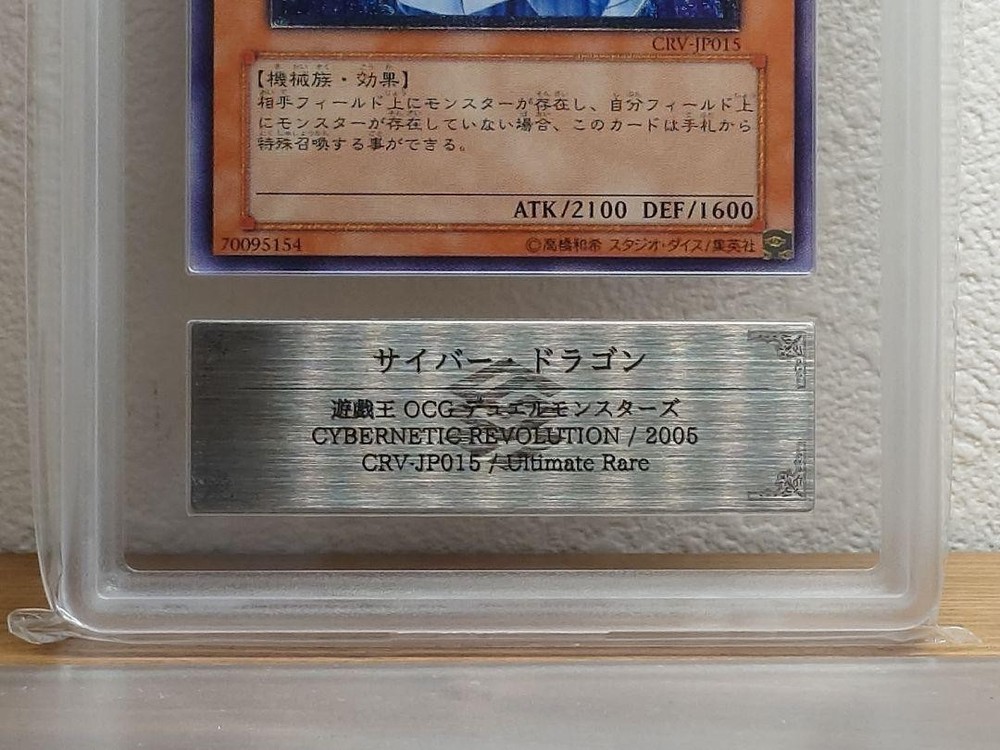 CRV-JP015
【機械族・効果】
相手フィールド上にモンスターが存在し、自分フィールド上
にモンスターが存在していない場合、このカードは手札から
特殊召喚する事ができる。
ATK/2100 DEF/1600
70095154
©高橋和希 スタジオ・ダイス/集英社
サイバー・ドラゴン
遊戯王 OCG デュエルモンスターズ
CYBERNETIC REVOLUTION / 2005
CRV-JP015 / Ultimate Rare